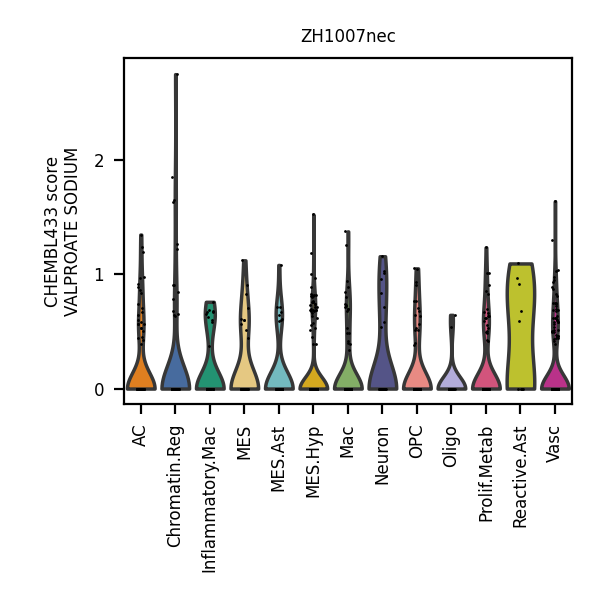 ZH1007nec
CHEMBL433 score
VALPROATE SODIUM
2
1
0
AC
Chromatin.Reg
Inflammatory.Mac
MES
MES.Ast
MES.Hyp
Mac
Neuron
OPC
Oligo
Prolif.Metab
Reactive.Ast
Vasc